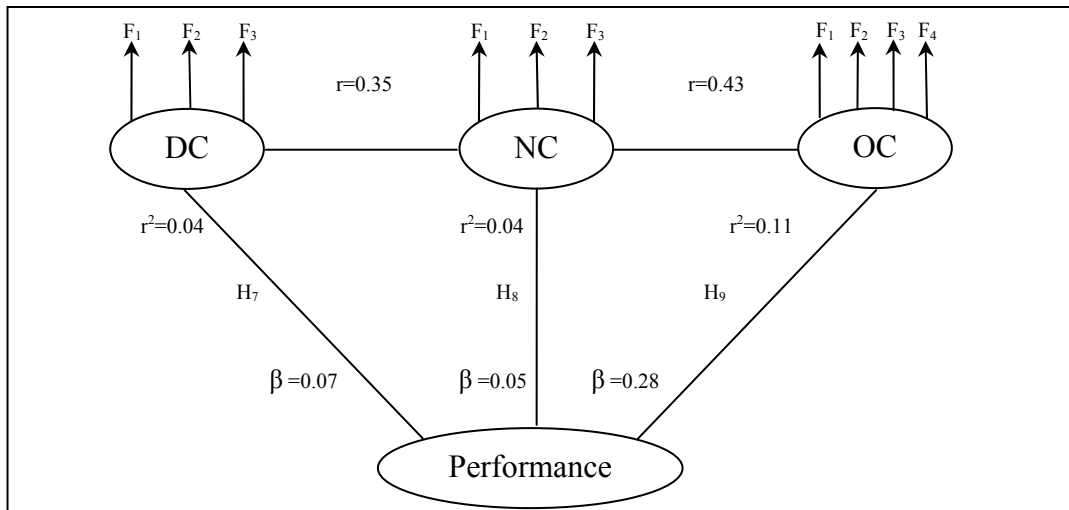 F₁ F₂ F₃ F₁ F₂ F₃ F₁ F₂ F₃ F₄
r=0.35 r=0.43
DC NC OC
r²=0.04 r²=0.04 r²=0.11
H₇ H₈ H₉
β =0.07 β =0.05 β =0.28
Performance